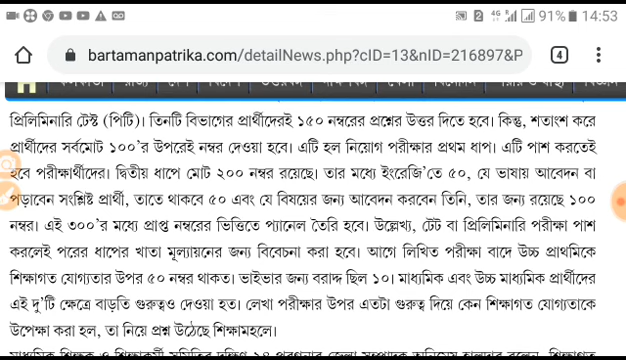 4G R 91% 14:53
bartamanpatrika.com/detailNews.php?cID=13&nID=216897&P 4
প্রিলিমিনারি টেস্ট (পিটি)। তিনটি বিভাগের প্রার্থীদেরই ১৫০ নম্বরের প্রশ্নের উত্তর দিতে হবে। কিন্তু, শতাংশ করে
প্রার্থীদের সর্বমোট ১০০'র উপরেই নম্বর দেওয়া হবে। এটি হল নিয়োগ পরীক্ষার প্রথম ধাপ। এটি পাশ করতেই
হবে পরীক্ষার্থীদের। দ্বিতীয় ধাপে মোট ২০০ নম্বর রয়েছে। তার মধ্যে ইংরেজি'তে ৫০, যে ভাষায় আবেদন বা
পড়াবেন সংশ্লিষ্ট প্রার্থী, তাতে থাকবে ৫০ এবং যে বিষয়ের জন্য আবেদন করবেন তিনি, তার জন্য রয়েছে ১০০
নম্বর। এই ৩০০'র মধ্যে প্রাপ্ত নম্বরের ভিত্তিতে প্যানেল তৈরি হবে। উল্লেখ্য, টেট বা প্রিলিমিনারি পরীক্ষা পাশ
করলেই পরের ধাপের খাতা মূল্যায়নের জন্য বিবেচনা করা হবে। আগে লিখিত পরীক্ষা বাদে উচ্চ প্রাথমিকে
শিক্ষাগত যোগ্যতার উপর ৫০ নম্বর থাকত। ভাইভার জন্য বরাদ্দ ছিল ১০। মাধ্যমিক এবং উচ্চ মাধ্যমিক প্রার্থীদের
এই দু'টি ক্ষেত্রে বাড়তি গুরুত্বও দেওয়া হত। লেখা পরীক্ষার উপর এতটা গুরুত্ব দিয়ে কেন শিক্ষাগত যোগ্যতাকে
উপেক্ষা করা হল, তা নিয়ে প্রশ্ন উঠেছে শিক্ষামহলে।